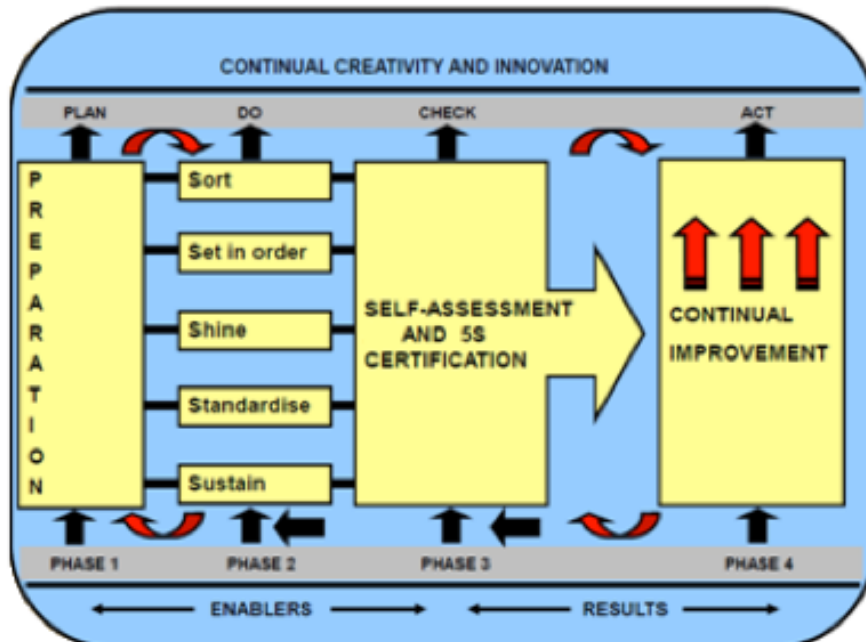 CONTINUAL CREATIVITY AND INNOVATION
PLAN DO CHECK ACT
PREPARATION
Sort
Set in order
Shine
Standardise
Sustain
SELF-ASSESSMENT
AND 5S
CERTIFICATION
CONTINUAL
IMPROVEMENT
PHASE 1 PHASE 2 PHASE 3 PHASE 4
ENABLERS RESULTS